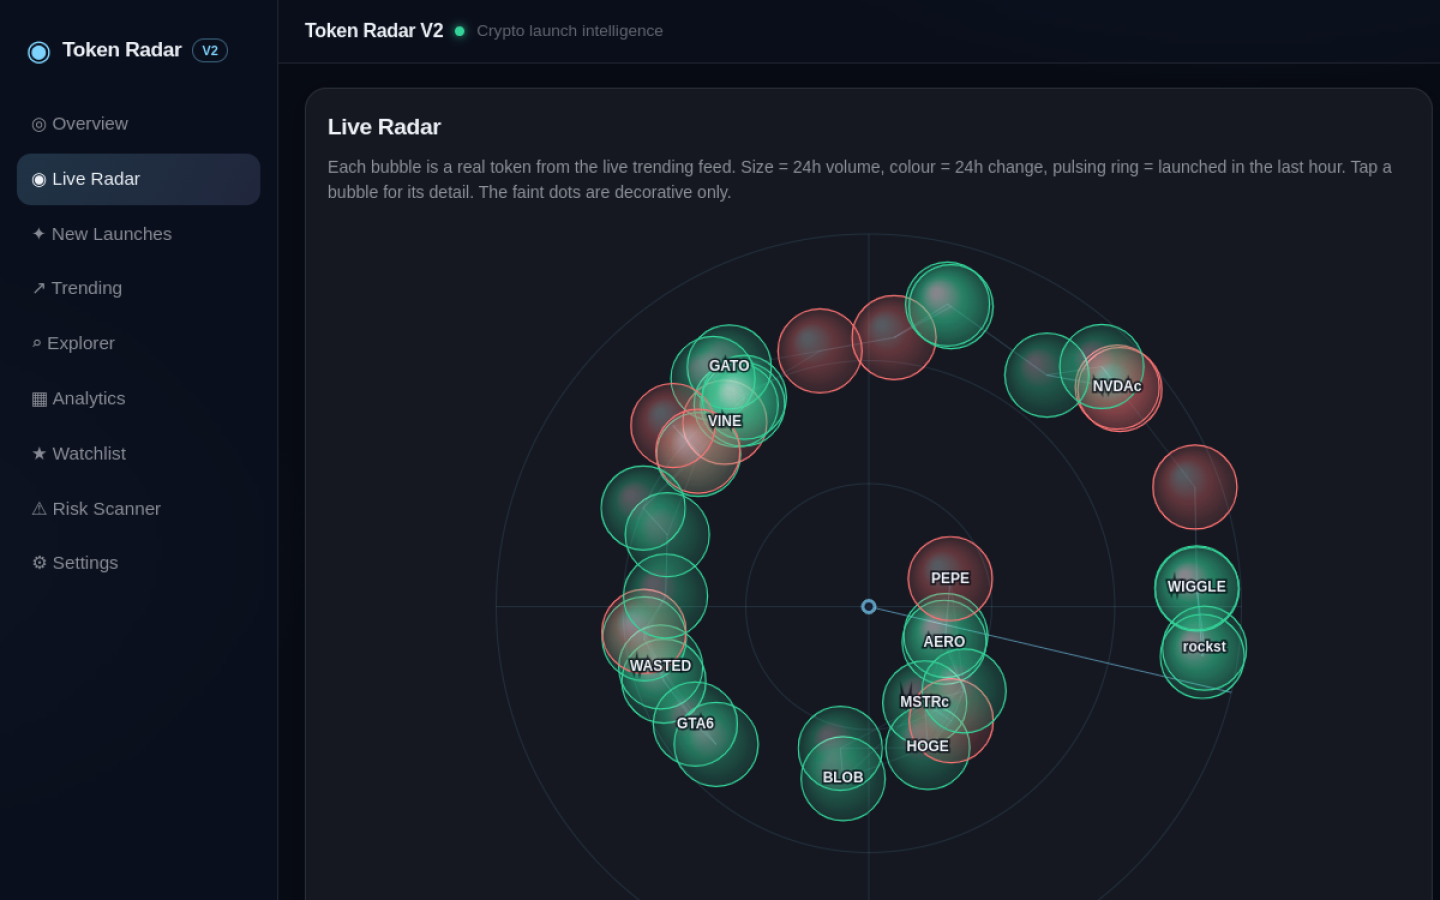 Token Radar V2
Overview
Live Radar
New Launches
Trending
Explorer
Analytics
Watchlist
Risk Scanner
Settings
Token Radar V2 Crypto launch intelligence
Live Radar
Each bubble is a real token from the live trending feed. Size = 24h volume, colour = 24h change, pulsing ring = launched in the last hour. Tap a
bubble for its detail. The faint dots are decorative only.
GATO
NVDAc
VINE
PEPE
WIGGLE
AERO
rockst
WASTED
MSTRc
GTA6
HOGE
BLOB